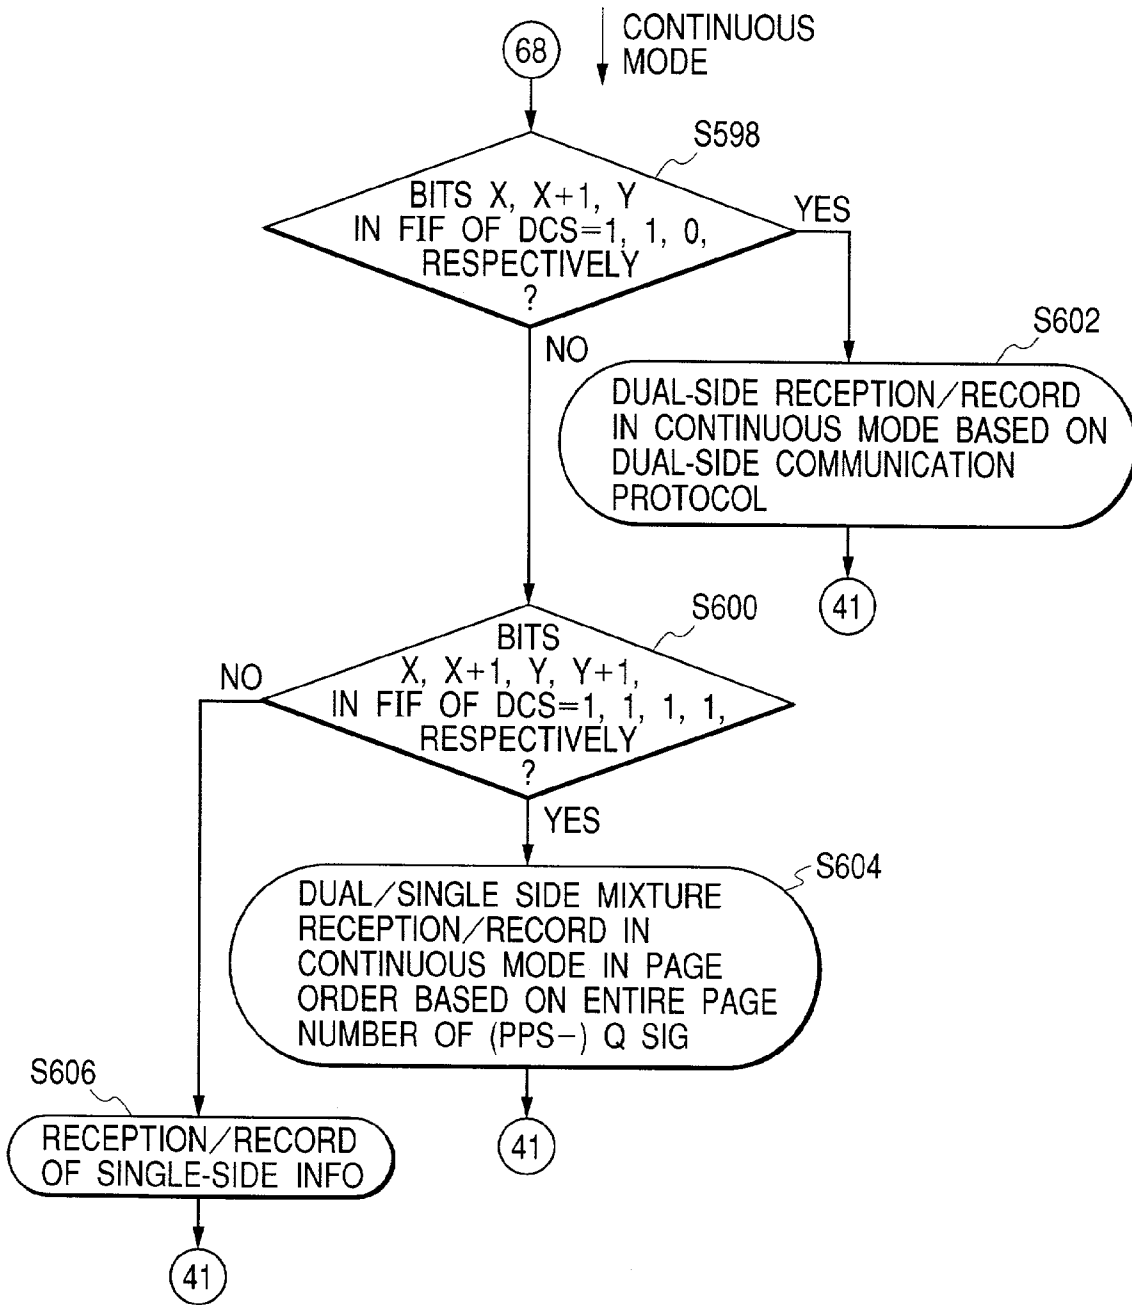 68
CONTINUOUS
MODE
S598
BITS X, X+1, Y
IN FIF OF DCS=1, 1, 0,
RESPECTIVELY
?
YES
NO
S602
DUAL-SIDE RECEPTION/RECORD
IN CONTINUOUS MODE BASED ON
DUAL-SIDE COMMUNICATION
PROTOCOL
41
S600
BITS
X, X+1, Y, Y+1,
IN FIF OF DCS=1, 1, 1, 1,
RESPECTIVELY
?
NO
YES
S604
DUAL/SINGLE SIDE MIXTURE
RECEPTION/RECORD IN
CONTINUOUS MODE IN PAGE
ORDER BASED ON ENTIRE PAGE
NUMBER OF (PPS-) Q SIG
41
S606
RECEPTION/RECORD
OF SINGLE-SIDE INFO
41